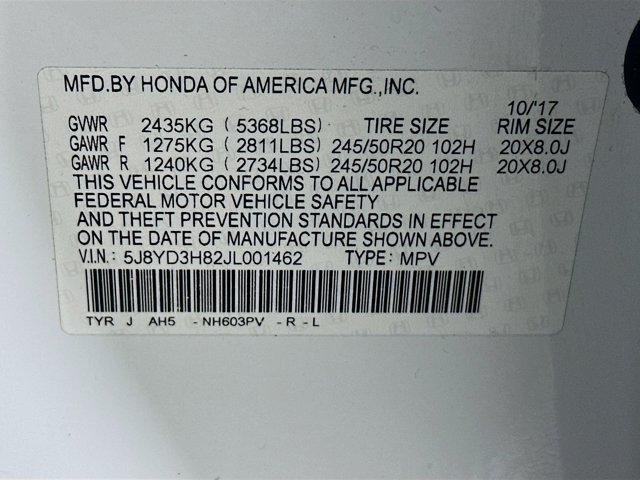 MFD.BY HONDA OF AMERICA MFG.,INC.
10/'17
GVWR 2435KG ( 5368LBS) TIRE SIZE RIM SIZE
GAWR F 1275KG ( 2811LBS) 245/50R20 102H 20X8.0J
GAWR R 1240KG ( 2734LBS) 245/50R20 102H 20X8.0J
THIS VEHICLE CONFORMS TO ALL APPLICABLE
FEDERAL MOTOR VEHICLE SAFETY
AND THEFT PREVENTION STANDARDS IN EFFECT
ON THE DATE OF MANUFACTURE SHOWN ABOVE.
V.I.N.: 5J8YD3H82JL001462 TYPE: MPV
TYR J AH5 - NH603PV - R - L